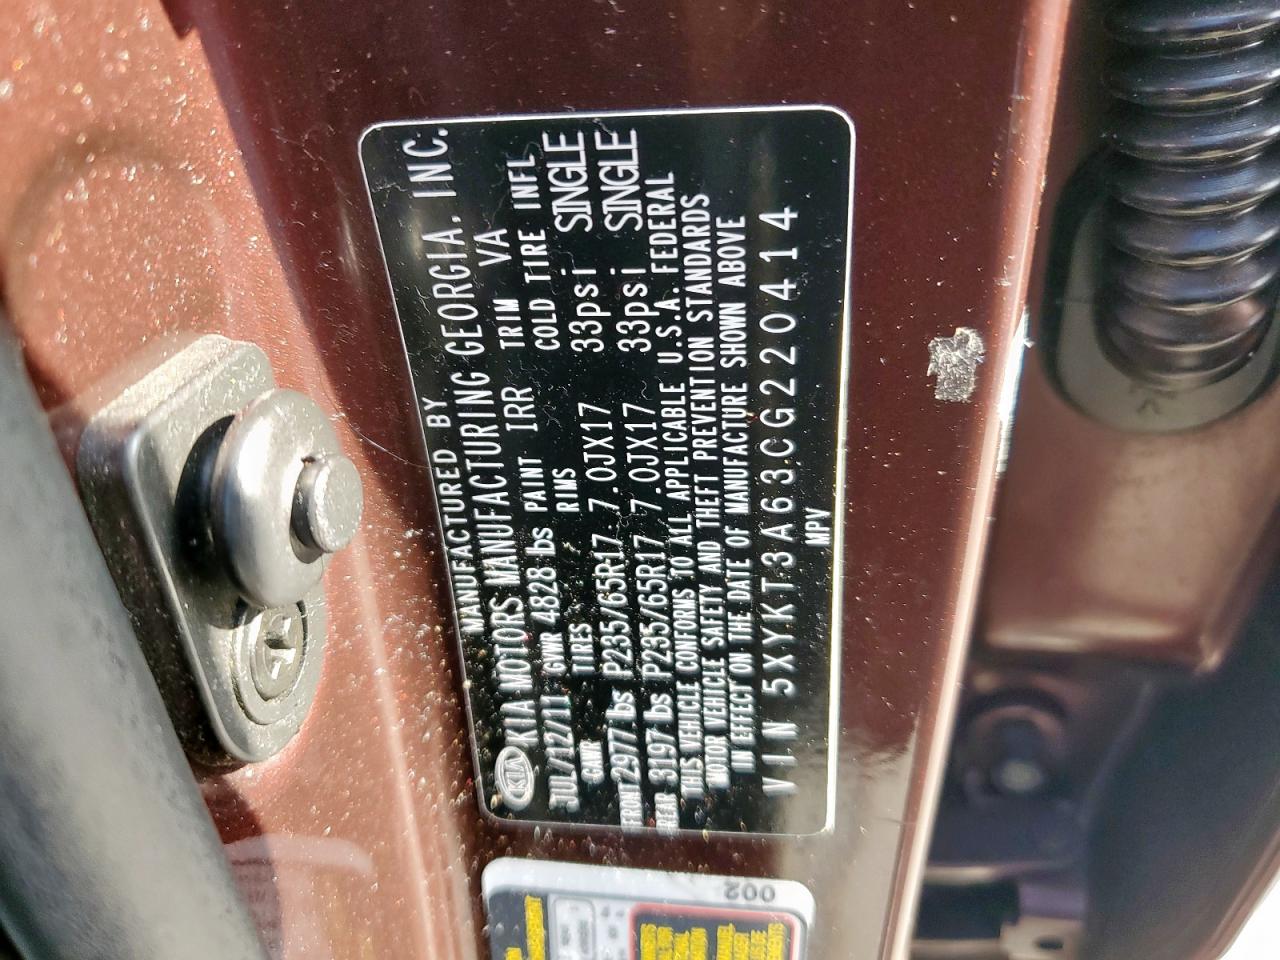 MANUFACTURED BY
KIA KIA MOTORS MANUFACTURING GEORGIA, INC.
JUL/12/11 GVWR 4828 lbs PAINT IRR TRIM VA
GAWR TIRES RIMS COLD TIRE INFL
FRONT 2977 lbs P235/65R17 7.0JX17 33psi SINGLE
REAR 3197 lbs P235/65R17 7.0JX17 33psi SINGLE
THIS VEHICLE CONFORMS TO ALL APPLICABLE U.S.A. FEDERAL
MOTOR VEHICLE SAFETY AND THEFT PREVENTION STANDARDS
IN EFFECT ON THE DATE OF MANUFACTURE SHOWN ABOVE
VIN 5XYKT3A63CG220414
MPV
002